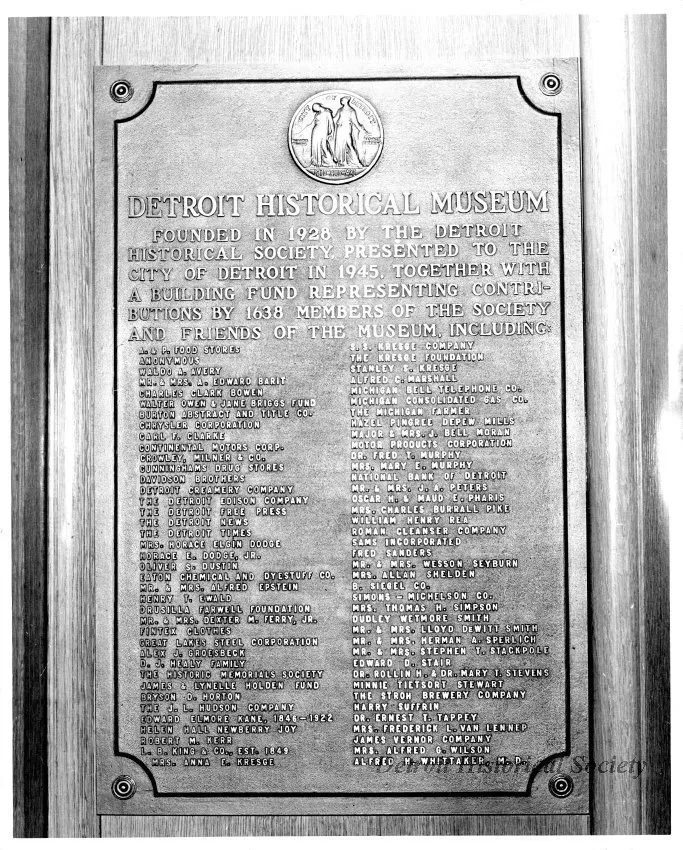 DETROIT HISTORICAL MUSEUM
FOUNDED IN 1928 BY THE DETROIT
HISTORICAL SOCIETY. PRESENTED TO THE
CITY OF DETROIT IN 1945, TOGETHER WITH
A BUILDING FUND REPRESENTING CONTRI-
BUTIONS BY 1638 MEMBERS OF THE SOCIETY
AND FRIENDS OF THE MUSEUM, INCLUDING:
A. & P. FOOD STORES
ANONYMOUS
WALDO A. AVERY
MR. & MRS. A. EDWARD BARIT
CHARLES CLARK BOWEN
WALTER OWEN & JANE BRIGGS FUND
BURTON ABSTRACT AND TITLE CO.
CHRYSLER CORPORATION
CARL F. CLARKE
CONTINENTAL MOTORS CORP.
CROWLEY, MILNER & CO.
CUNNINGHAMS DRUG STORES
DAVIDSON BROTHERS
DETROIT CREAMERY COMPANY
THE DETROIT EDISON COMPANY
THE DETROIT FREE PRESS
THE DETROIT NEWS
THE DETROIT TIMES
MRS. HORACE ELGIN DODGE
HORACE E. DODGE, JR.
OLIVER S. DUSTIN
EATON CHEMICAL AND DYESTUFF CO.
MR. & MRS. ALFRED EPSTEIN
HENRY T. EWALD
DRUSILLA FARWELL FOUNDATION
MR. & MRS. DEXTER M. FERRY, JR.
FINTEX CLOTHES
GREAT LAKES STEEL CORPORATION
ALEX J. GROESBECK
D. J. HEALY FAMILY
THE HISTORIC MEMORIALS SOCIETY
JAMES & LYNELLE HOLDEN FUND
BRYSON D. HORTON
THE J. L. HUDSON COMPANY
EDWARD ELMORE KANE, 1846-1922
HELEN HALL NEWBERRY JOY
ROBERT M. KERR
L. B. KING & CO., EST. 1849
MRS. ANNA E. KRESGE
S. S. KRESGE COMPANY
THE KRESGE FOUNDATION
STANLEY S. KRESGE
ALFRED C. MARSHALL
MICHIGAN BELL TELEPHONE CO.
MICHIGAN CONSOLIDATED GAS CO.
THE MICHIGAN FARMER
HAZEL PINGREE DEPEW MILLS
MAJOR & MRS. J. BELL MORAN
MOTOR PRODUCTS CORPORATION
DR. FRED T. MURPHY
MRS. MARY E. MURPHY
NATIONAL BANK OF DETROIT
MR. & MRS. J. A. PETERS
OSCAR H. & MAUD E. PHARIS
MRS. CHARLES BURRALL PIKE
WILLIAM HENRY REA
ROMAN CLEANSER COMPANY
SAMS INCORPORATED
FRED SANDERS
MR. & MRS. WESSON SEYBURN
MRS. ALLAN SHELDEN
B. SIEGEL CO.
SIMONS - MICHELSON CO.
MRS. THOMAS H. SIMPSON
DUDLEY WETMORE SMITH
MR. & MRS. LLOYD DEWITT SMITH
MR. & MRS. HERMAN A. SPERLICH
MR. & MRS. STEPHEN T. STACKPOLE
EDWARD D. STAIR
DR. ROLLIN H. & DR. MARY T. STEVENS
MINNIE TIETSORT STEWART
THE STROH BREWERY COMPANY
HARRY SUFFRIN
DR. ERNEST T. TAPPEY
MRS. FREDERICK L. VAN LENNEP
JAMES VERNOR COMPANY
MRS. ALFRED G. WILSON
ALFRED H. WHITTAKER, M. D.
Detroit Historical Society